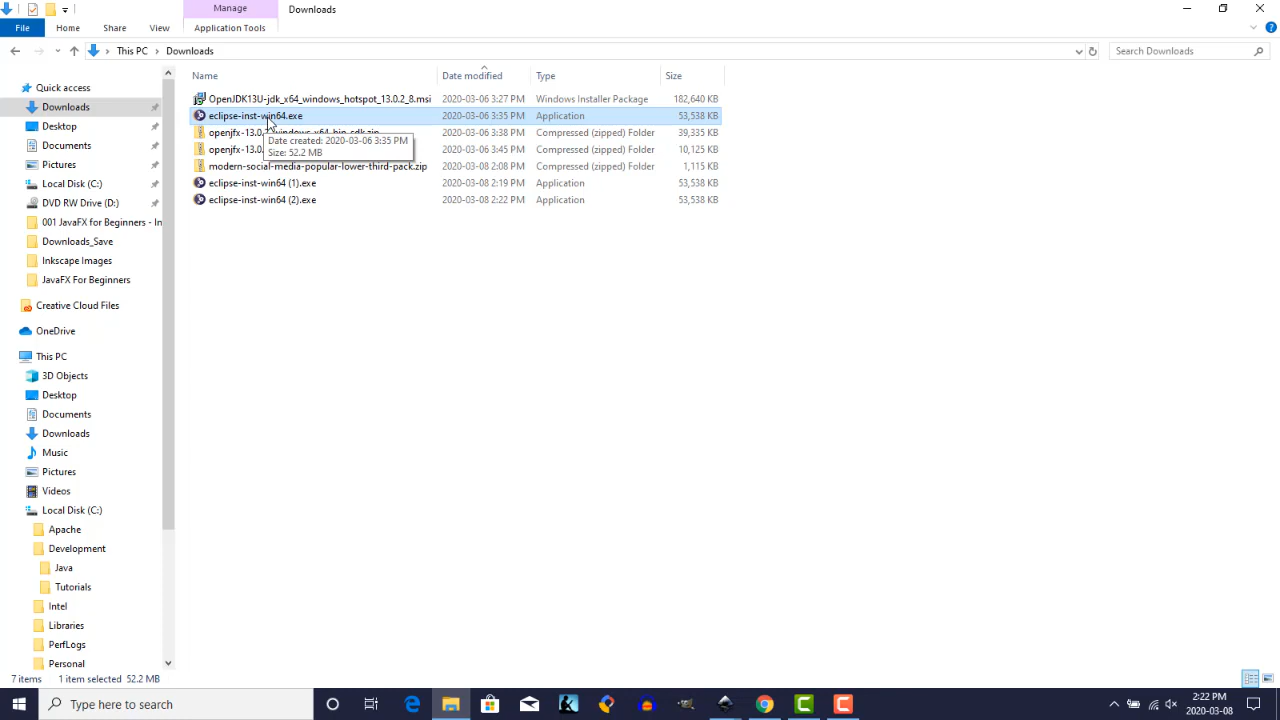 Manage
Downloads
File
Home
Share
View
Application Tools
This PC
Downloads
Search Downloads
Name
Date modified
Type
Size
OpenJDK13U-jdk_x64_windows_hotspot_13.0.2_8.msi 2020-03-06 3:27 PM Windows Installer Package 182,640 KB
eclipse-inst-win64.exe 2020-03-06 3:35 PM Application 53,538 KB
openjfx-13.0. 2020-03-06 3:38 PM Compressed (zipped) Folder 39,335 KB
openjfx-13.0. 2020-03-06 3:45 PM Compressed (zipped) Folder 10,125 KB
modern-social-media-popular-lower-third-pack.zip 2020-03-08 2:08 PM Compressed (zipped) Folder 1,115 KB
eclipse-inst-win64 (1).exe 2020-03-08 2:19 PM Application 53,538 KB
eclipse-inst-win64 (2).exe 2020-03-08 2:22 PM Application 53,538 KB
Date created: 2020-03-06 3:35 PM
Size: 52.2 MB
Quick access
Downloads
Desktop
Documents
Pictures
Local Disk (C:)
DVD RW Drive (D:)
001 JavaFX for Beginners - In
Downloads_Save
Inkscape Images
JavaFX For Beginners
Creative Cloud Files
OneDrive
This PC
3D Objects
Desktop
Documents
Downloads
Music
Pictures
Videos
Local Disk (C:)
Apache
Development
Java
Tutorials
Intel
Libraries
PerfLogs
Personal
7 items 1 item selected 52.2 MB
Type here to search
2:22 PM
2020-03-08